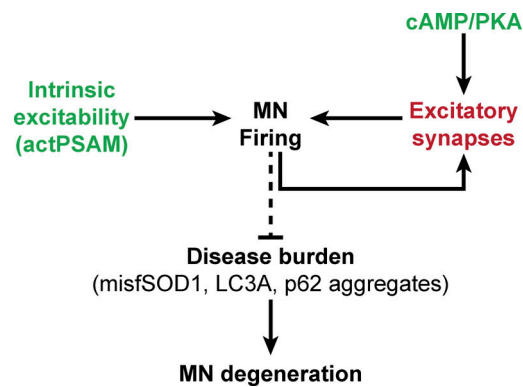 cAMP/PKA
Intrinsic
excitability
(actPSAM)
MN
Firing
Excitatory
synapses
Disease burden
(misfSOD1, LC3A, p62 aggregates)
MN degeneration